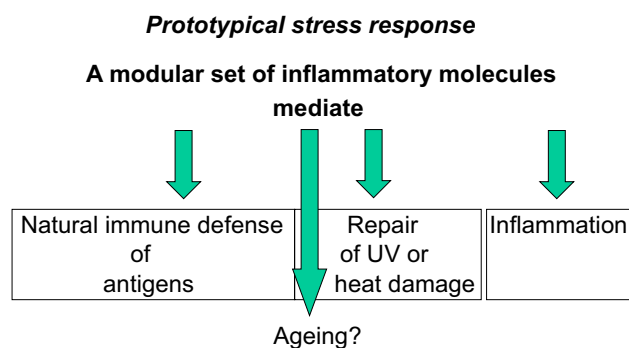 Prototypical stress response
A modular set of inflammatory molecules
mediate
Natural immune defense
of
antigens
Repair
of UV or
heat damage
Inflammation
Ageing?